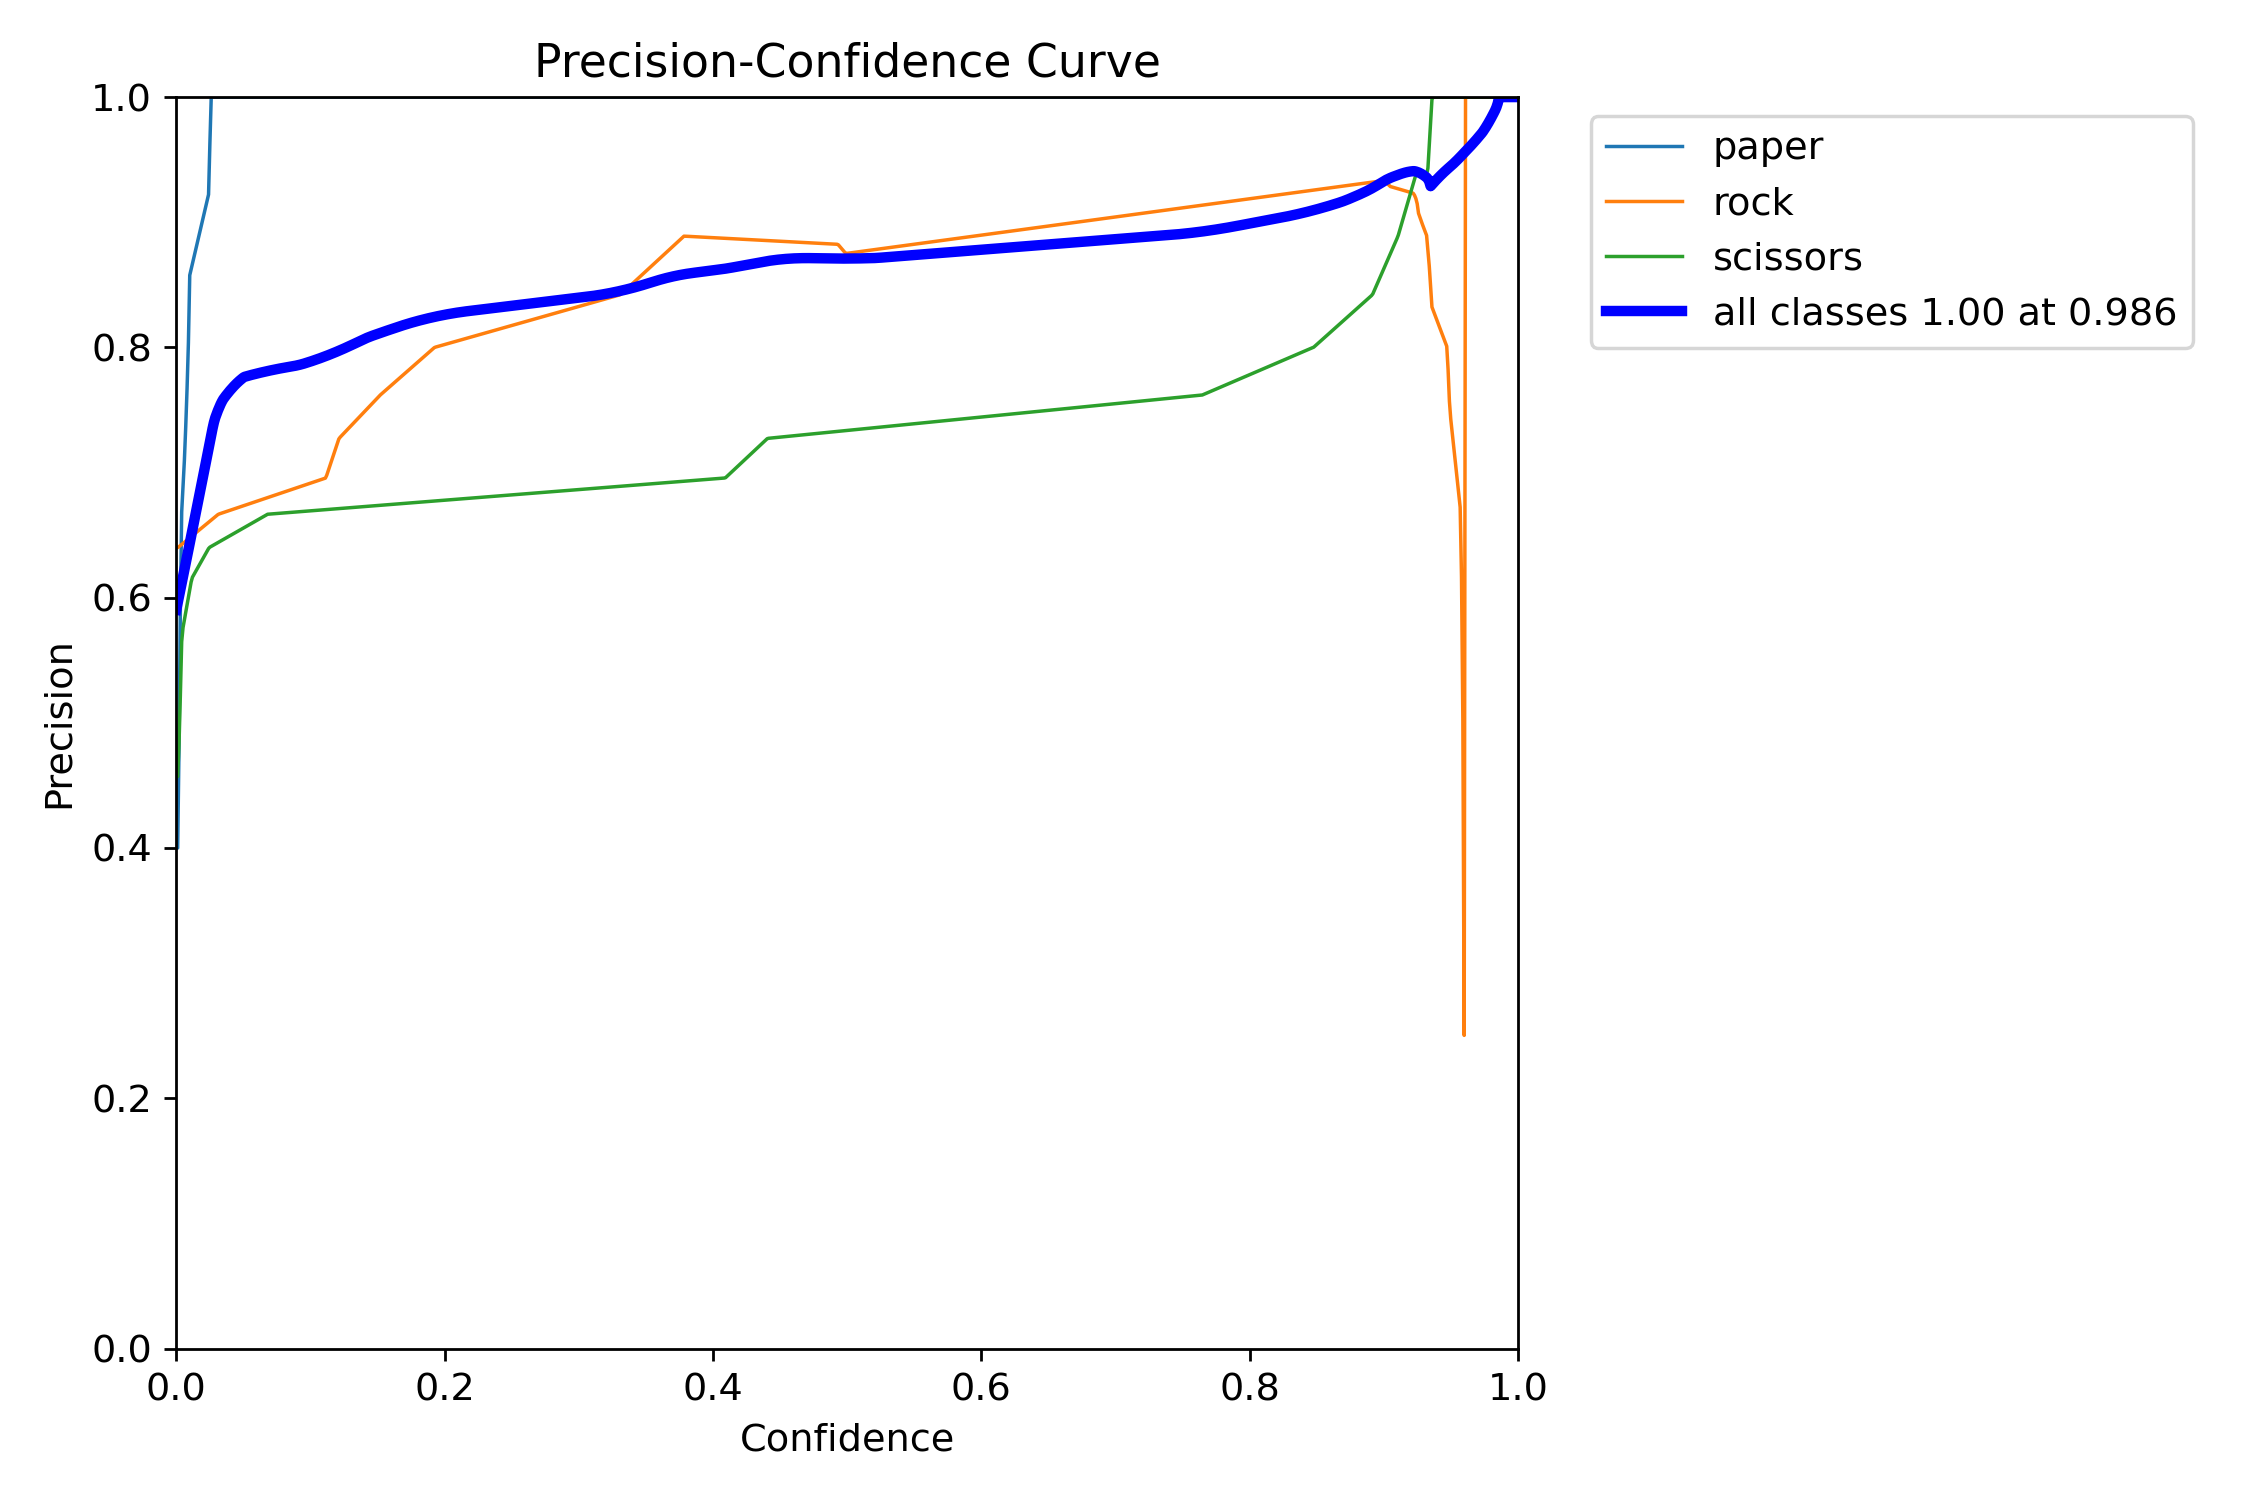 Precision-Confidence Curve
1.0
0.8
0.6
0.4
0.2
0.0
Precision
0.0 0.2 0.4 0.6 0.8 1.0
Confidence
paper
rock
scissors
all classes 1.00 at 0.986